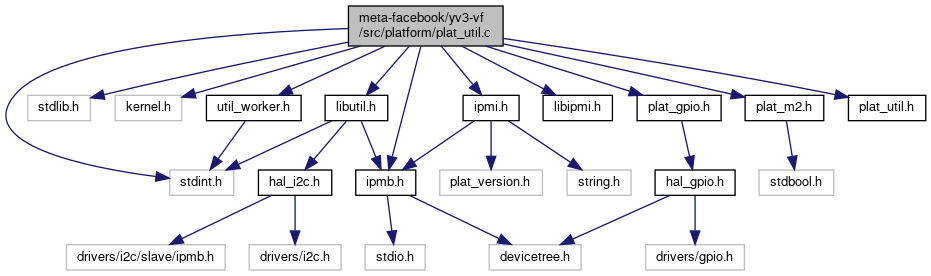 meta-facebook/yv3-vf
/src/platform/plat_util.c
stdlib.h
kernel.h
util_worker.h
libutil.h
ipmi.h
libipmi.h
plat_gpio.h
plat_m2.h
plat_util.h
stdint.h
hal_i2c.h
ipmb.h
plat_version.h
string.h
hal_gpio.h
stdbool.h
drivers/i2c/slave/ipmb.h
drivers/i2c.h
stdio.h
devicetree.h
drivers/gpio.h